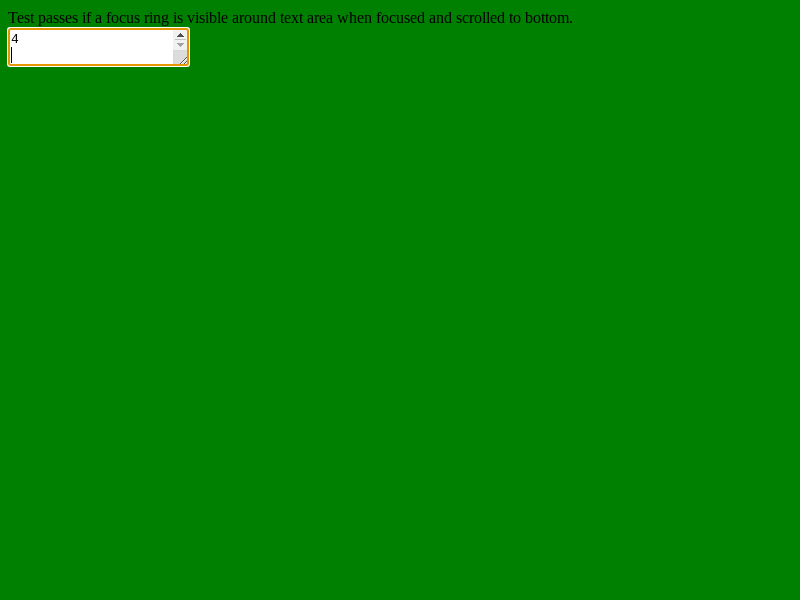 Test passes if a focus ring is visible around text area when focused and scrolled to bottom.
4